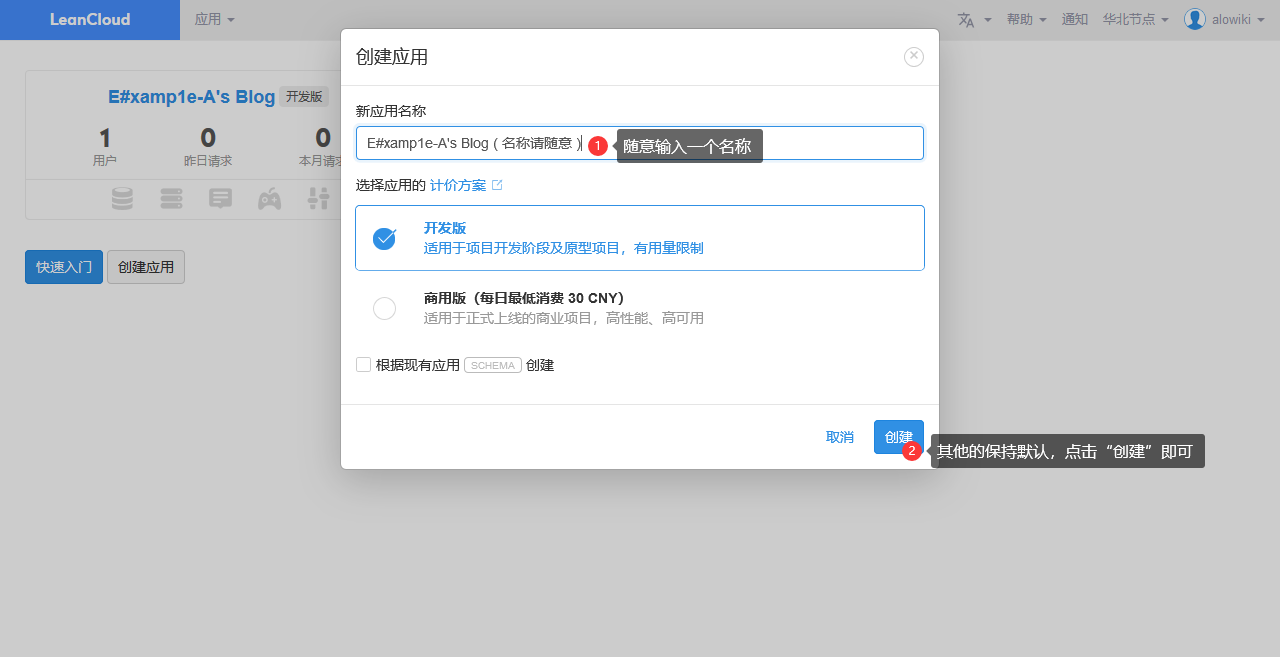 LeanCloud
应用
帮助
通知
华北节点
alowiki
E#xamp1e-A's Blog 开发版
1 0 0
用户 昨日请求 本月请求
快速入门 创建应用
创建应用
新应用名称
E#xamp1e-A's Blog ( 名称请随意 )
1 随意输入一个名称
选择应用的 计价方案
开发版
适用于项目开发阶段及原型项目，有用量限制
商用版（每日最低消费 30 CNY）
适用于正式上线的商业项目，高性能、高可用
根据现有应用 SCHEMA 创建
取消 创建
2 其他的保持默认，点击“创建”即可